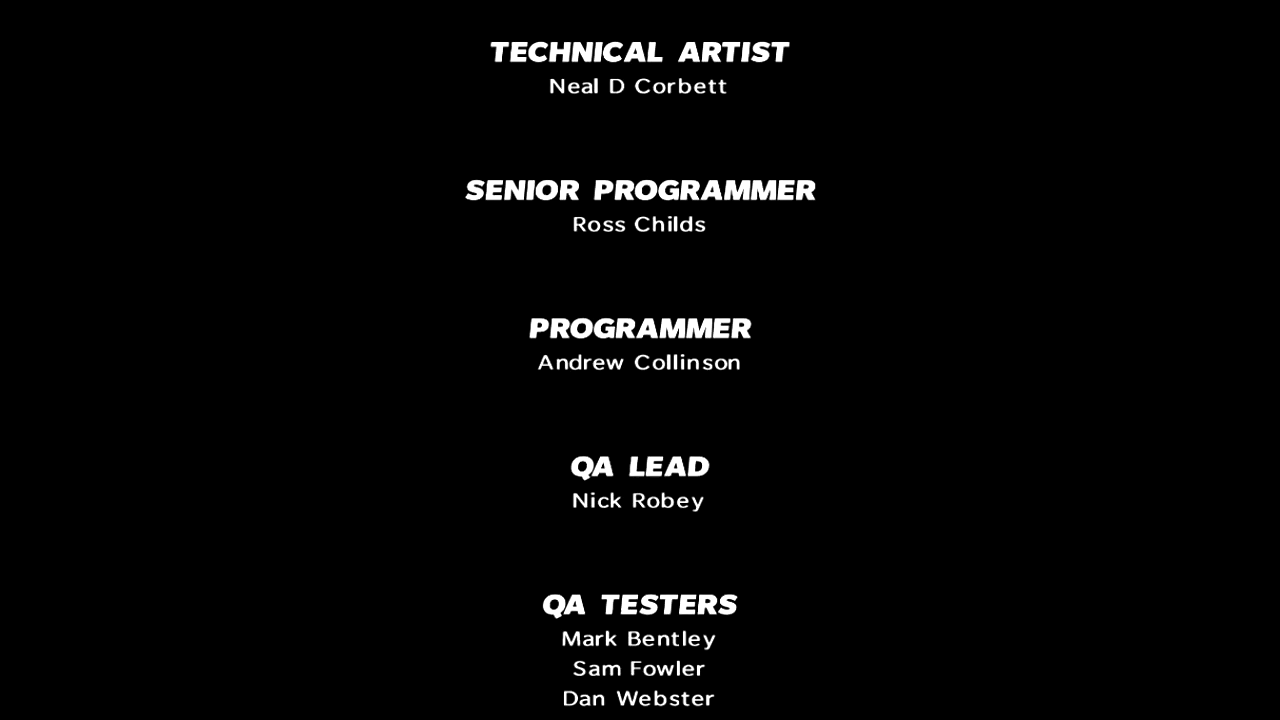 TECHNICAL ARTIST
Neal D Corbett
SENIOR PROGRAMMER
Ross Childs
PROGRAMMER
Andrew Collinson
QA LEAD
Nick Robey
QA TESTERS
Mark Bentley
Sam Fowler
Dan Webster